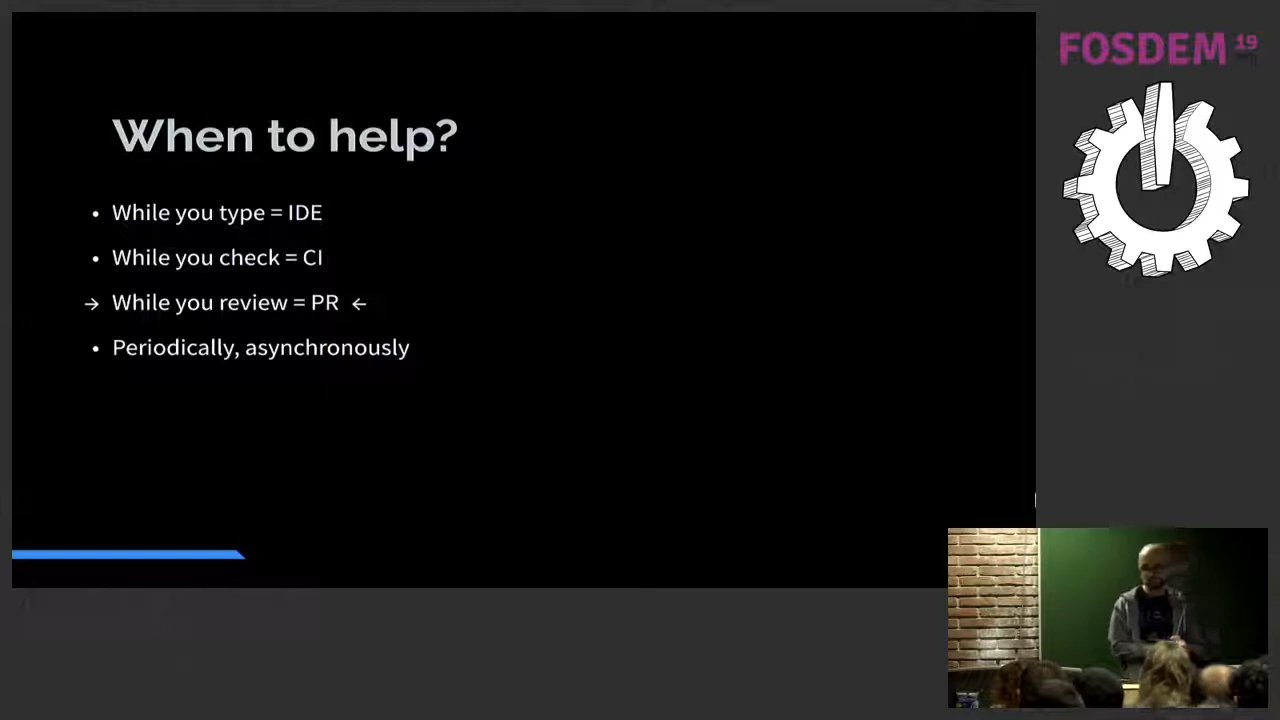 FOSDEM 19
When to help?
• While you type = IDE
• While you check = CI
→ While you review = PR ←
• Periodically, asynchronously